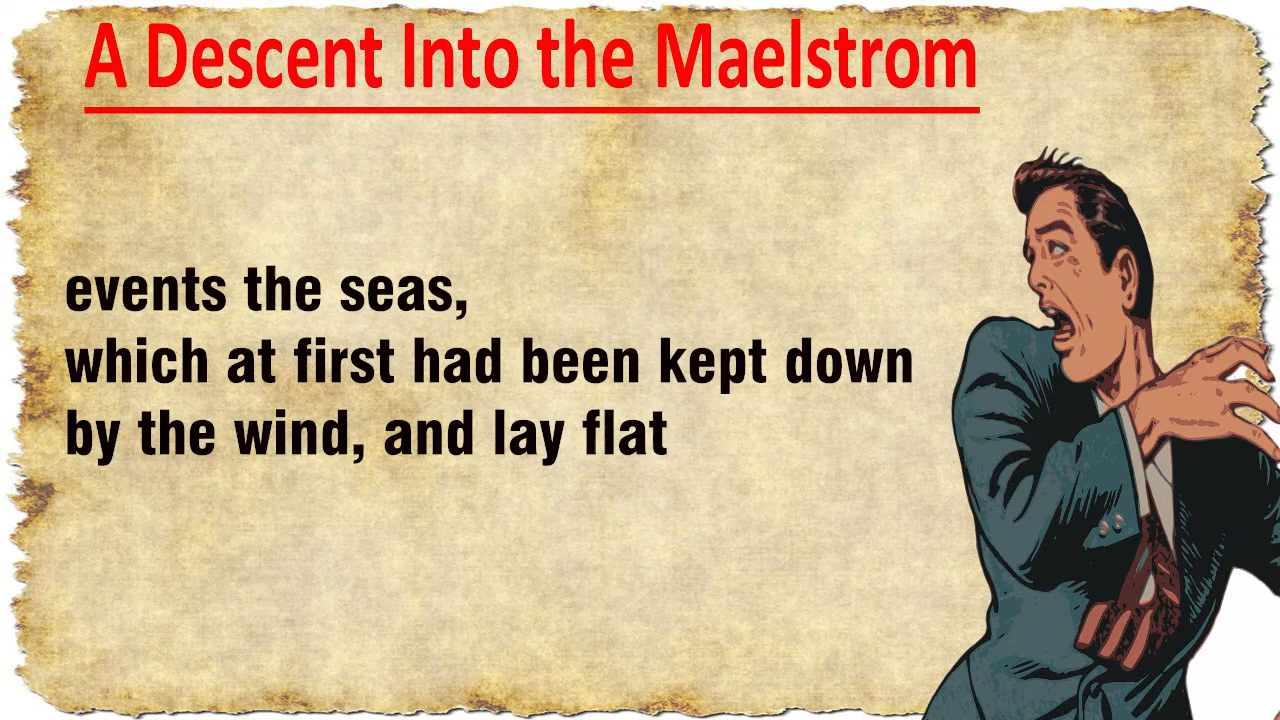 A Descent Into the Maelstrom
events the seas,
which at first had been kept down
by the wind, and lay flat